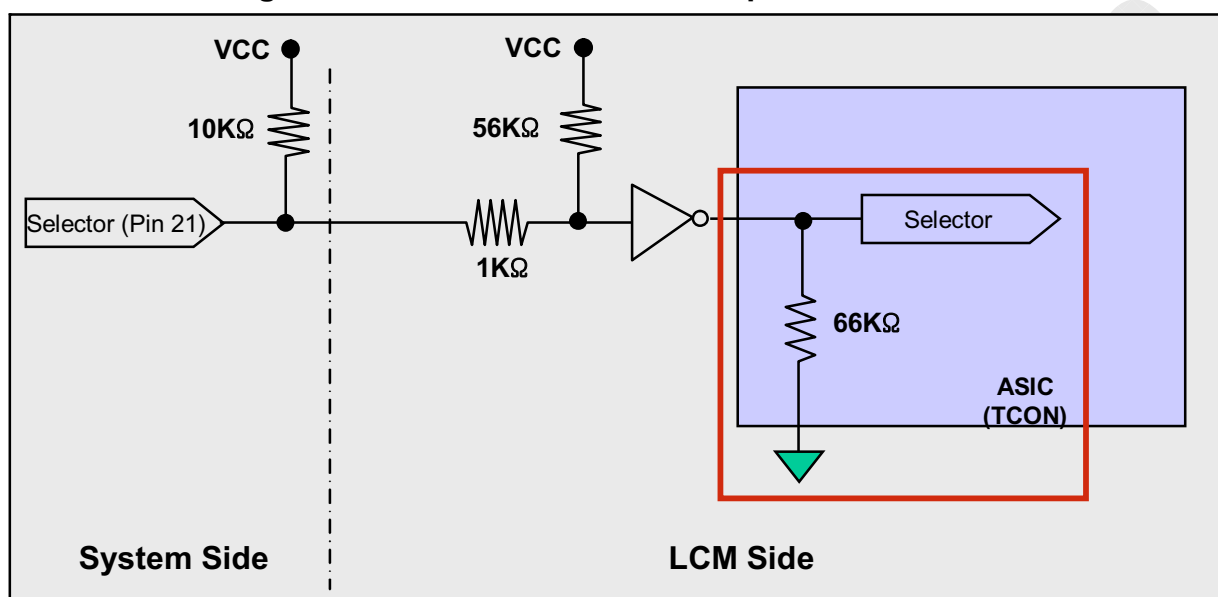 VCC
VCC
10KΩ
56KΩ
Selector (Pin 21)
Selector
1KΩ
66KΩ
ASIC
(TCON)
System Side
LCM Side